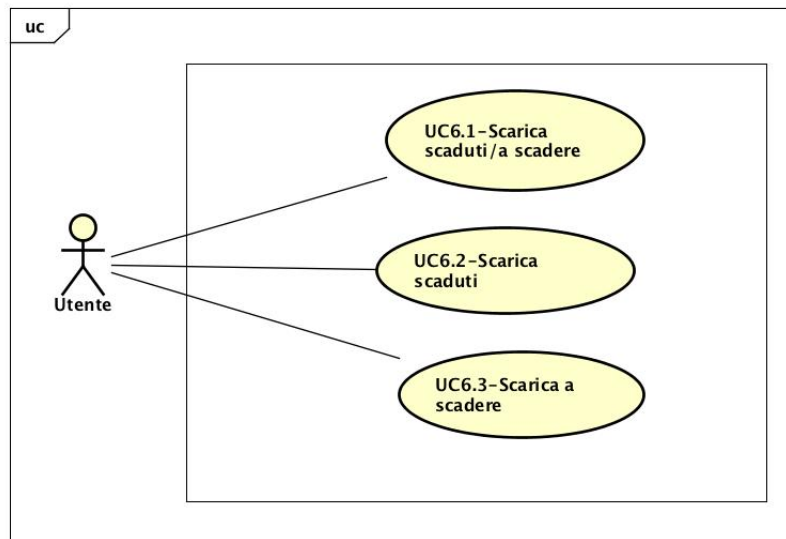 uc
UC6.1-Scarica
scaduti/a scadere
UC6.2-Scarica
scaduti
Utente
UC6.3-Scarica a
scadere